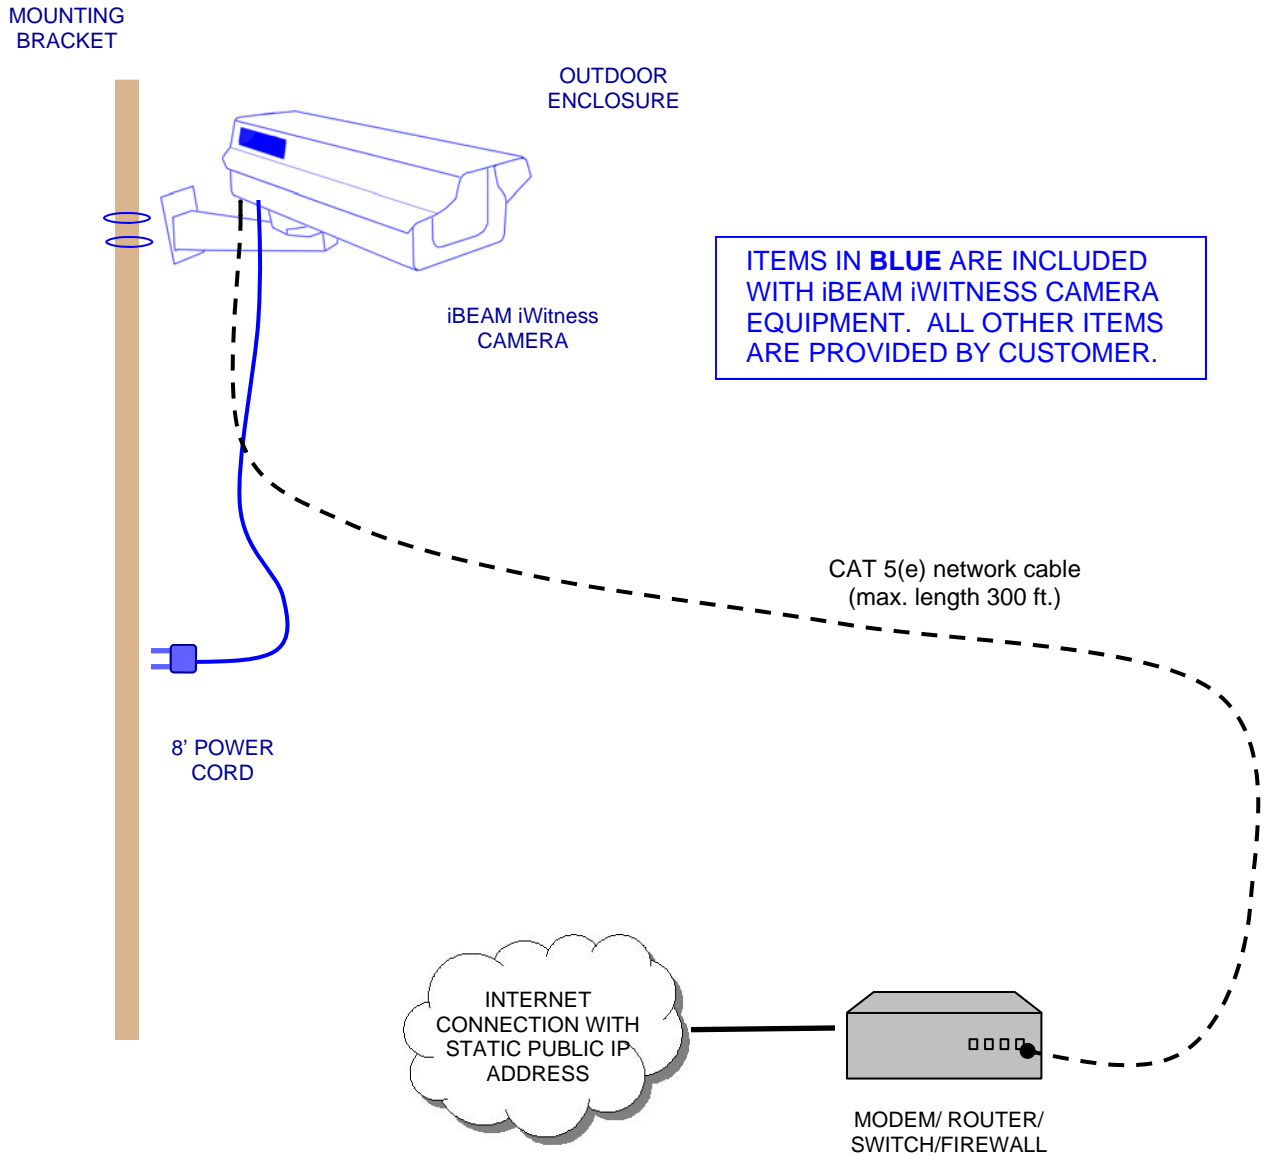 MOUNTING
BRACKET
OUTDOOR
ENCLOSURE
iBEAM iWitness
CAMERA
ITEMS IN BLUE ARE INCLUDED
WITH iBEAM iWITNESS CAMERA
EQUIPMENT.  ALL OTHER ITEMS
ARE PROVIDED BY CUSTOMER.
CAT 5(e) network cable
(max. length 300 ft.)
8’ POWER
CORD
INTERNET
CONNECTION WITH
STATIC PUBLIC IP
ADDRESS
MODEM/ ROUTER/
SWITCH/FIREWALL